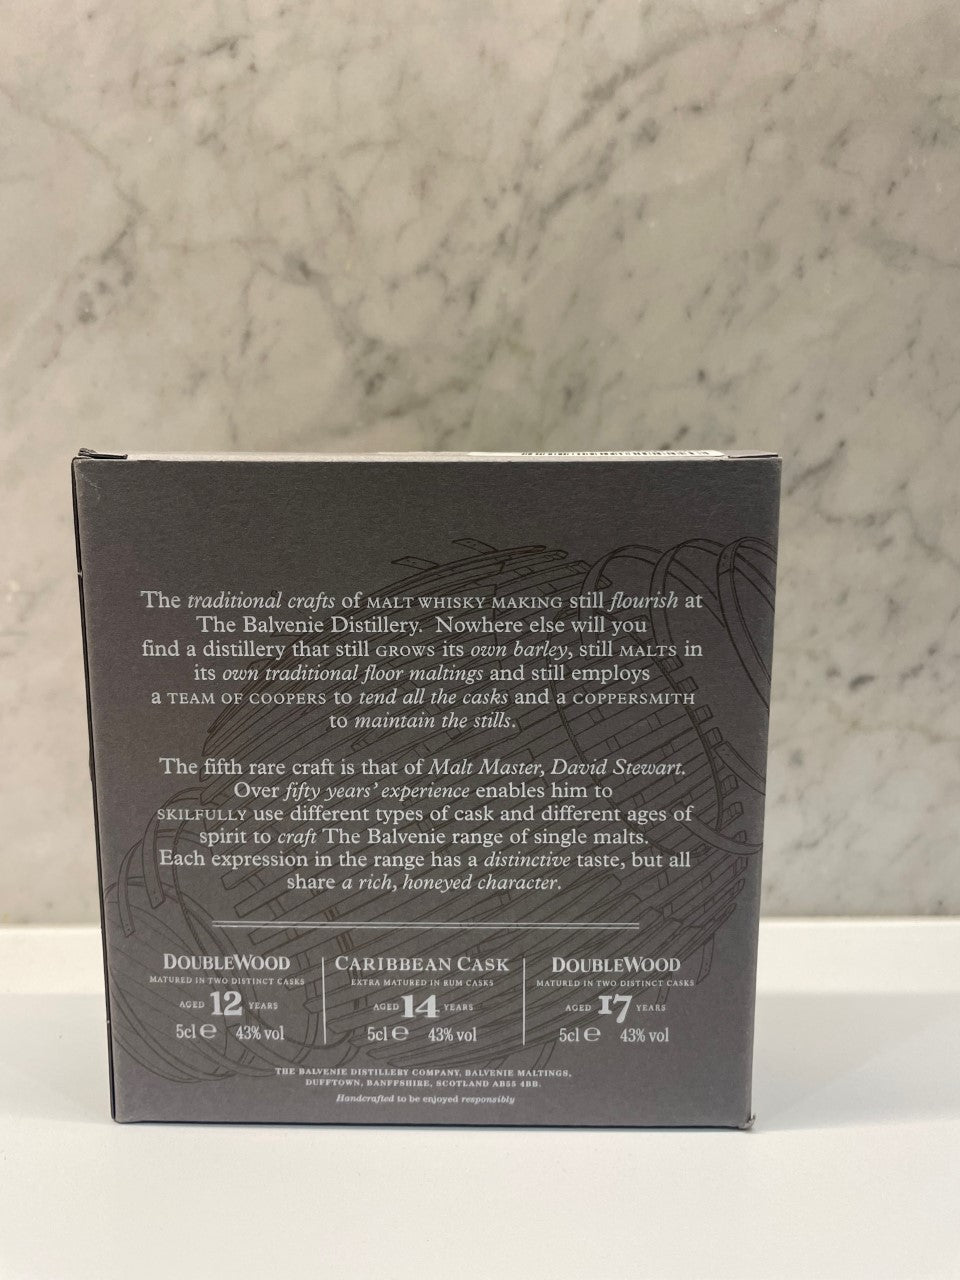 The traditional crafts of MALT WHISKY MAKING still flourish at
The Balvenie Distillery. Nowhere else will you
find a distillery that still GROWS its own barley, still MALTS in
its own traditional floor maltings and still employs
a TEAM OF COOPERS to tend all the casks and a COPPERSMITH
to maintain the stills.
The fifth rare craft is that of Malt Master, David Stewart.
Over fifty years' experience enables him to
SKILFULLY use different types of cask and different ages of
spirit to craft The Balvenie range of single malts.
Each expression in the range has a distinctive taste, but all
share a rich, honeyed character.
DOUBLEWOOD
MATURED IN TWO DISTINCT CASKS
AGED 12 YEARS
5cl ℮ 43% vol
CARIBBEAN CASK
EXTRA MATURED IN RUM CASKS
AGED 14 YEARS
5cl ℮ 43% vol
DOUBLEWOOD
MATURED IN TWO DISTINCT CASKS
AGED 17 YEARS
5cl ℮ 43% vol
THE BALVENIE DISTILLERY COMPANY, BALVENIE MALTINGS,
DUFFTOWN, BANFFSHIRE, SCOTLAND AB55 4BB.
Handcrafted to be enjoyed responsibly